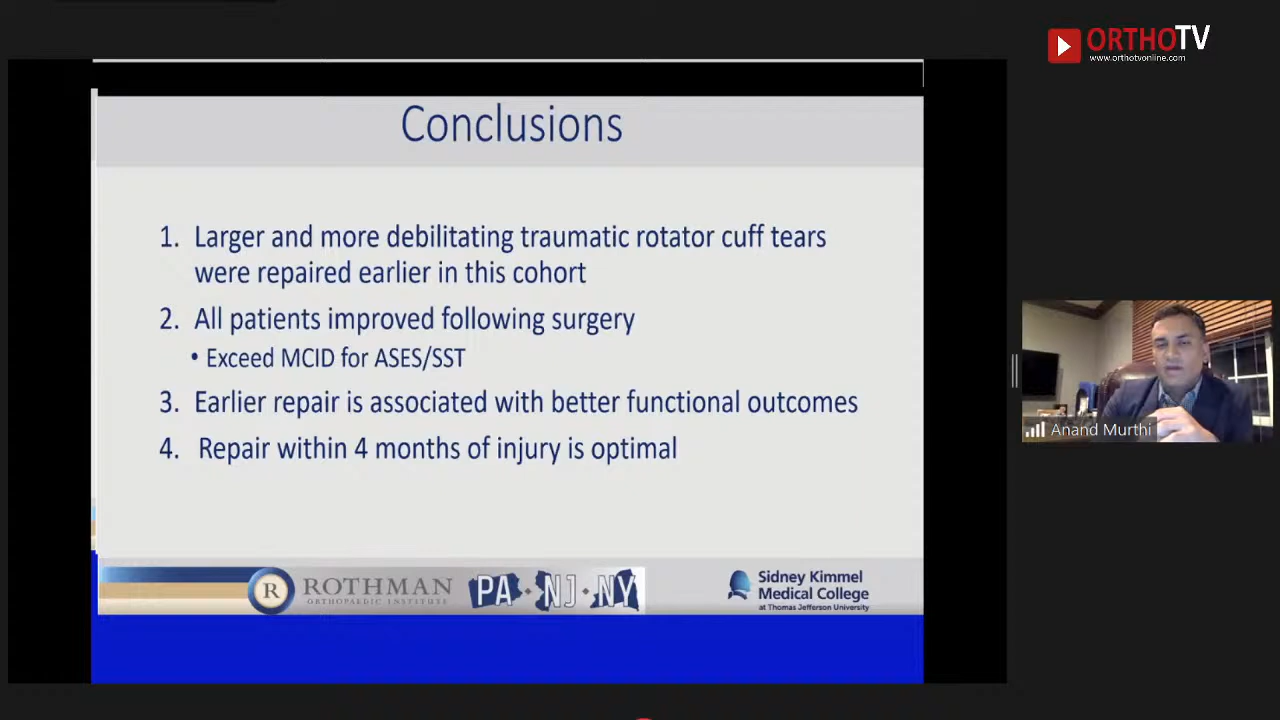 ORTHOTV
www.orthotvonline.com
Conclusions
1. Larger and more debilitating traumatic rotator cuff tears
were repaired earlier in this cohort
2. All patients improved following surgery
• Exceed MCID for ASES/SST
3. Earlier repair is associated with better functional outcomes
4. Repair within 4 months of injury is optimal
Anand Murthi
R ROTHMAN
ORTHOPAEDIC INSTITUTE
PA • NJ • NY
Sidney Kimmel
Medical College
at Thomas Jefferson University